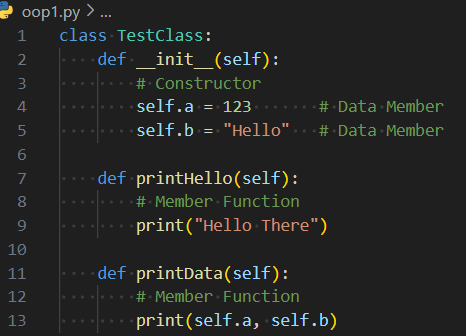 oop1.py > ...
1 class TestClass:
2     def __init__(self):
3         # Constructor
4         self.a = 123       # Data Member
5         self.b = "Hello"   # Data Member
6
7     def printHello(self):
8         # Member Function
9         print("Hello There")
10
11     def printData(self):
12         # Member Function
13         print(self.a, self.b)